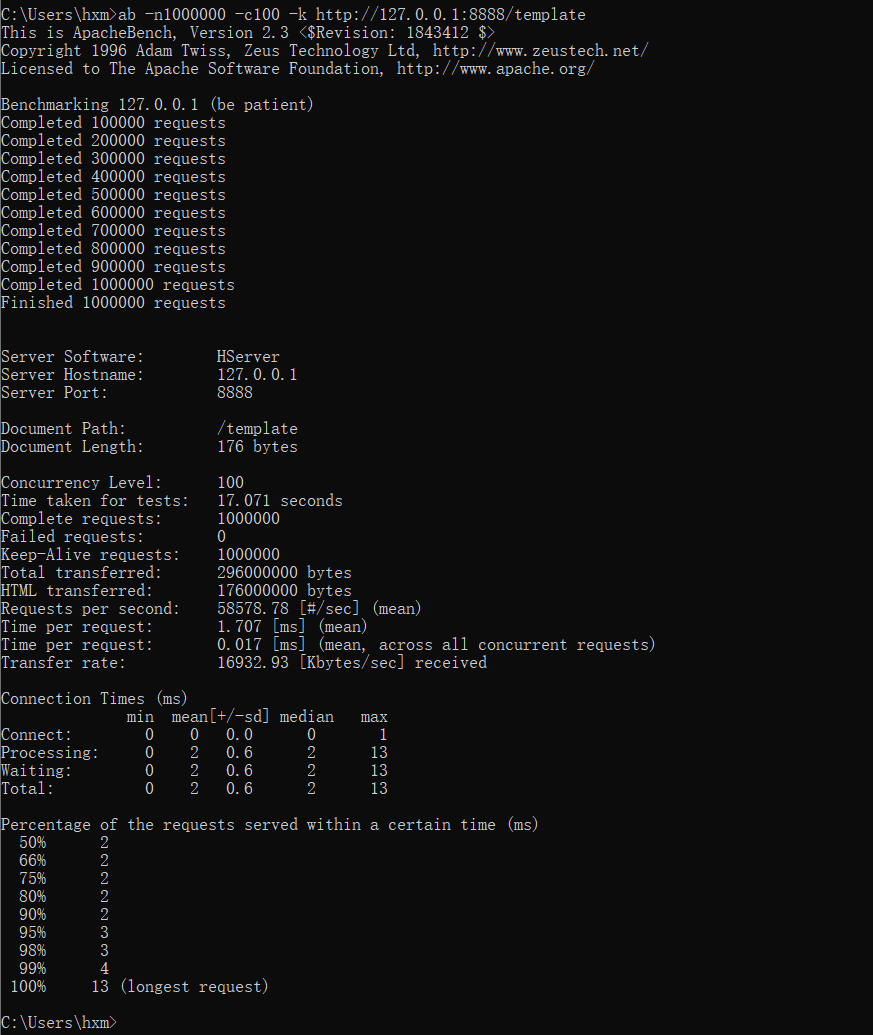 C:\Users\hxm>ab -n1000000 -c100 -k http://127.0.0.1:8888/template
This is ApacheBench, Version 2.3 <$Revision: 1843412 $>
Copyright 1996 Adam Twiss, Zeus Technology Ltd, http://www.zeustech.net/
Licensed to The Apache Software Foundation, http://www.apache.org/

Benchmarking 127.0.0.1 (be patient)
Completed 100000 requests
Completed 200000 requests
Completed 300000 requests
Completed 400000 requests
Completed 500000 requests
Completed 600000 requests
Completed 700000 requests
Completed 800000 requests
Completed 900000 requests
Completed 1000000 requests
Finished 1000000 requests


Server Software:        HServer
Server Hostname:        127.0.0.1
Server Port:            8888

Document Path:          /template
Document Length:        176 bytes

Concurrency Level:      100
Time taken for tests:   17.071 seconds
Complete requests:      1000000
Failed requests:        0
Keep-Alive requests:    1000000
Total transferred:      296000000 bytes
HTML transferred:       176000000 bytes
Requests per second:    58578.78 [#/sec] (mean)
Time per request:       1.707 [ms] (mean)
Time per request:       0.017 [ms] (mean, across all concurrent requests)
Transfer rate:          16932.93 [Kbytes/sec] received

Connection Times (ms)
              min  mean[+/-sd] median   max
Connect:        0    0   0.0      0       1
Processing:     0    2   0.6      2      13
Waiting:        0    2   0.6      2      13
Total:          0    2   0.6      2      13

Percentage of the requests served within a certain time (ms)
  50%      2
  66%      2
  75%      2
  80%      2
  90%      2
  95%      3
  98%      3
  99%      4
 100%     13 (longest request)

C:\Users\hxm>